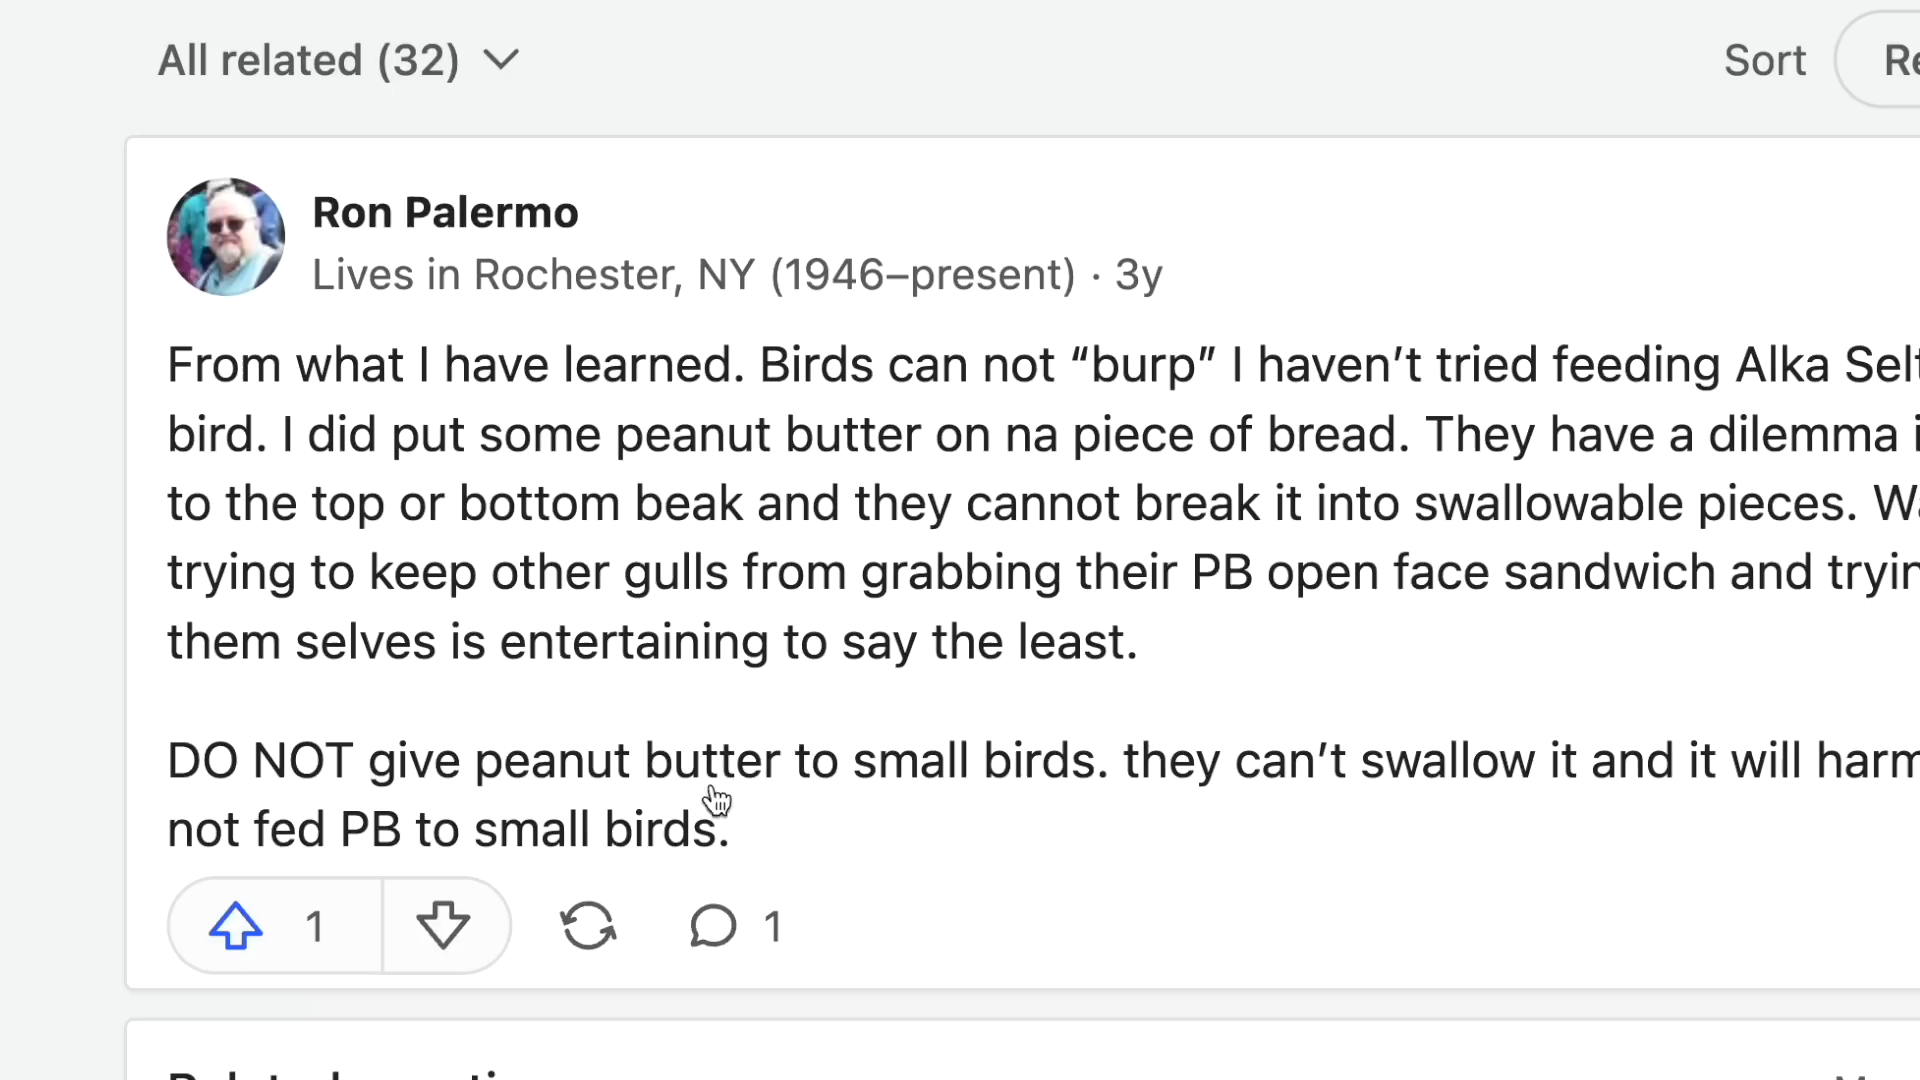 All related (32)
Sort
Ron Palermo
Lives in Rochester, NY (1946–present) · 3y
From what I have learned. Birds can not “burp” I haven’t tried feeding Alka
bird. I did put some peanut butter on na piece of bread. They have a dilemma
to the top or bottom beak and they cannot break it into swallowable pieces.
trying to keep other gulls from grabbing their PB open face sandwich and
them selves is entertaining to say the least.
DO NOT give peanut butter to small birds. they can’t swallow it and it will harm
not fed PB to small birds.
1
1